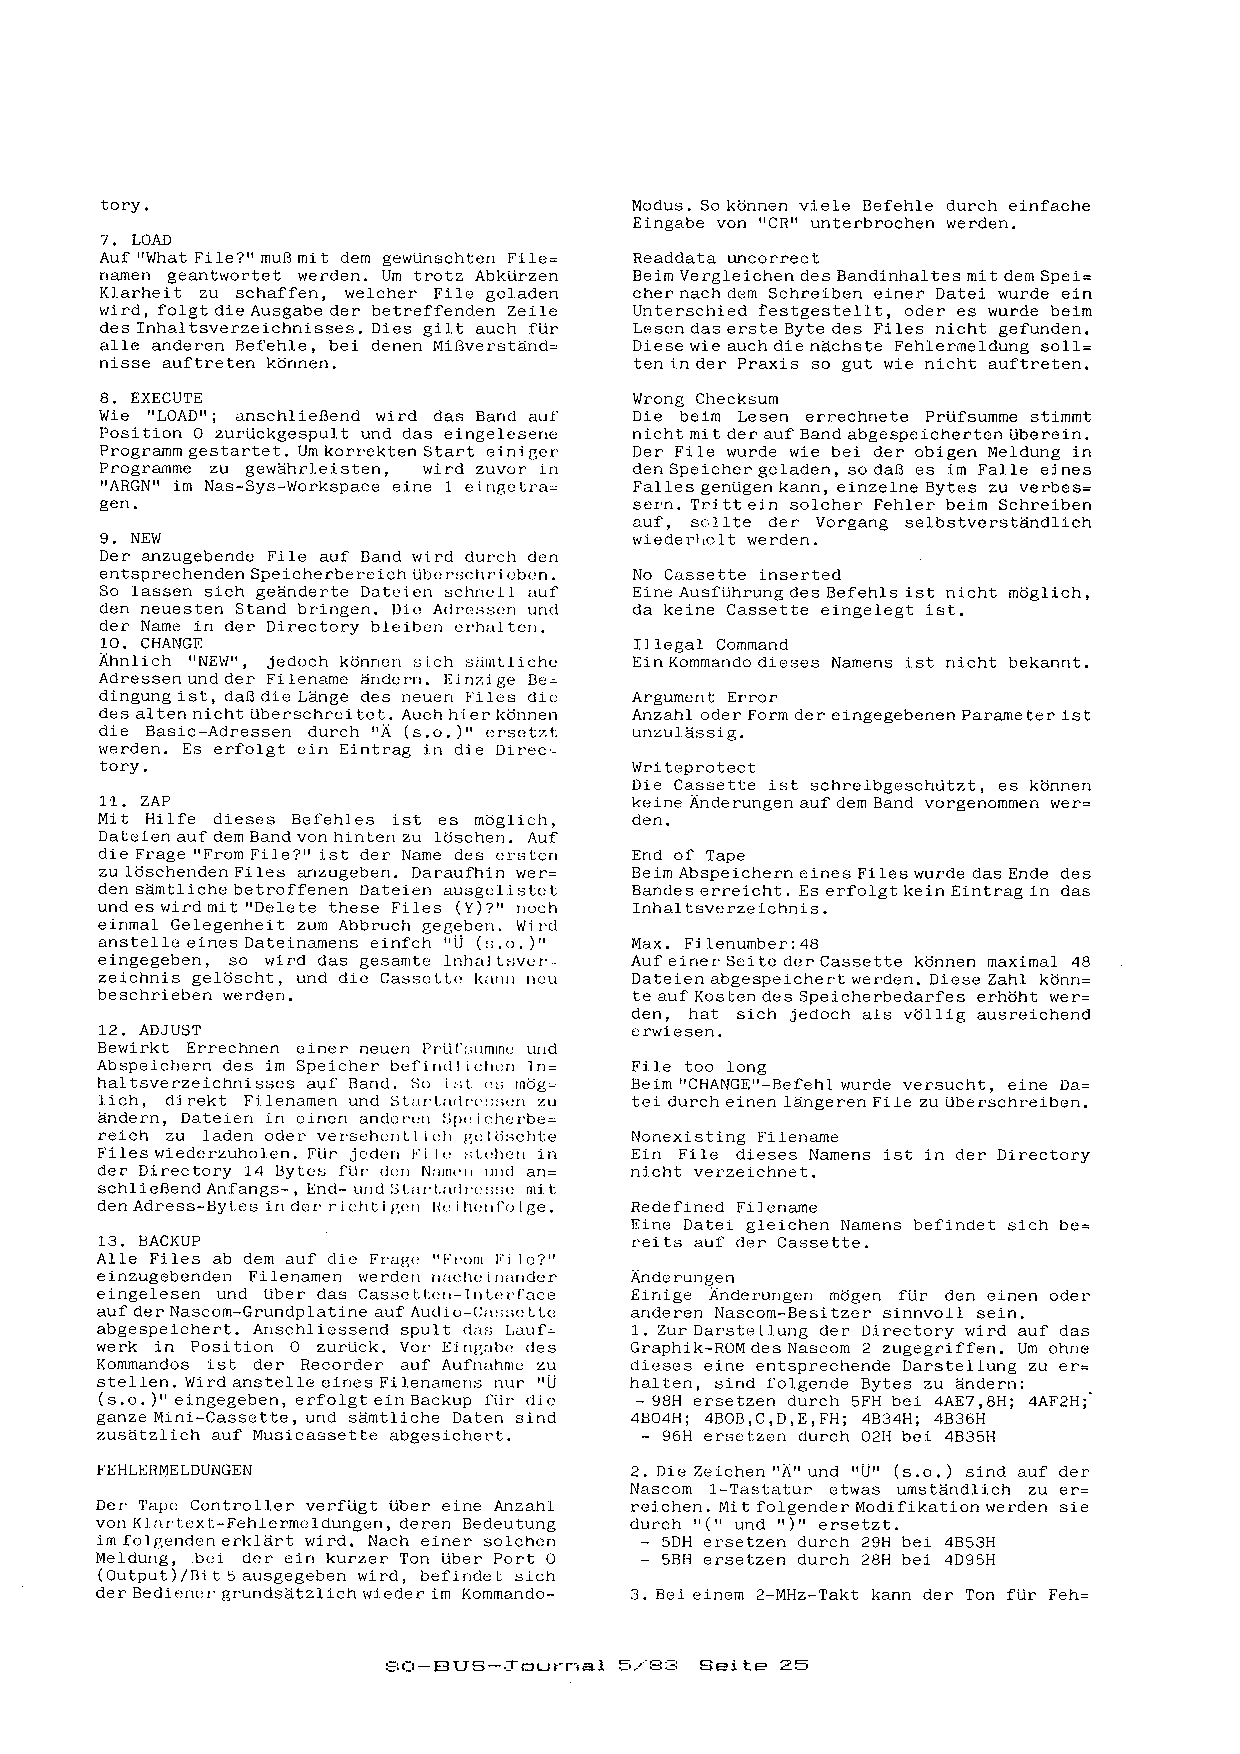 tory.

7. LOAD
Auf "What File?" muß mit dem gewünschten File=
namen geantwortet werden. Um trotz Abkürzen
Klarheit zu schaffen, welcher File geladen
wird, folgt die Ausgabe der betreffenden Zeile
des Inhaltsverzeichnisses. Dies gilt auch für
alle anderen Befehle, bei denen Mißverständ=
nisse auftreten können.

8. EXECUTE
Wie "LOAD"; anschließend wird das Band auf
Position 0 zurückgespult und das eingelesene
Programm gestartet. Um korrekten Start einiger
Programme zu gewährleisten, wird zuvor in
"ARGN" im Nas-Sys-Workspace eine 1 eingetra=
gen.

9. NEW
Der anzugebende File auf Band wird durch den
entsprechenden Speicherbereich überschrieben.
So lassen sich geänderte Dateien schnell auf
den neuesten Stand bringen. Die Adressen und
der Name in der Directory bleiben erhalten.
10. CHANGE
Ähnlich "NEW", jedoch können sich sämtliche
Adressen und der Filename ändern. Einzige Be=
dingung ist, daß die Länge des neuen Files die
des alten nicht überschreitet. Auch hier können
die Basic-Adressen durch "Ä (s.o.)" ersetzt
werden. Es erfolgt ein Eintrag in die Direc-
tory.

11. ZAP
Mit Hilfe dieses Befehles ist es möglich,
Dateien auf dem Band von hinten zu löschen. Auf
die Frage "From File?" ist der Name des ersten
zu löschenden Files anzugeben. Daraufhin wer=
den sämtliche betroffenen Dateien ausgelistet
und es wird mit "Delete these Files (Y)?" noch
einmal Gelegenheit zum Abbruch gegeben. Wird
anstelle eines Dateinamens einfch "Ü (s.o.)"
eingegeben, so wird das gesamte Inhaltsver-
zeichnis gelöscht, und die Cassette kann neu
beschrieben werden.

12. ADJUST
Bewirkt Errechnen einer neuen Prüfsumme und
Abspeichern des im Speicher befindlichen In=
haltsverzeichnisses auf Band. So ist es mög=
lich, direkt Filenamen und Startadressen zu
ändern, Dateien in einen anderen Speicherbe=
reich zu laden oder versehentlich gelöschte
Files wiederzuholen. Für jeden File stehen in
der Directory 14 Bytes für den Namen und an=
schließend Anfangs-, End- und Startadresse mit
den Adress-Bytes in der richtigen Reihenfolge.

13. BACKUP
Alle Files ab dem auf die Frage "From File?"
einzugebenden Filenamen werden nacheinander
eingelesen und über das Cassetten-Interface
auf der Nascom-Grundplatine auf Audio-Cassette
abgespeichert. Anschliessend spult das Lauf=
werk in Position 0 zurück. Vor Eingabe des
Kommandos ist der Recorder auf Aufnahme zu
stellen. Wird anstelle eines Filenamens nur "Ü
(s.o.)" eingegeben, erfolgt ein Backup für die
ganze Mini-Cassette, und sämtliche Daten sind
zusätzlich auf Musicassette abgesichert.

FEHLERMELDUNGEN

Der Tape Controller verfügt über eine Anzahl
von Klartext-Fehlermeldungen, deren Bedeutung
im folgenden erklärt wird. Nach einer solchen
Meldung, bei der ein kurzer Ton über Port 0
(Output)/Bit 5 ausgegeben wird, befindet sich
der Bediener grundsätzlich wieder im Kommando-

Modus. So können viele Befehle durch einfache
Eingabe von "CR" unterbrochen werden.

Readdata uncorrect
Beim Vergleichen des Bandinhaltes mit dem Spei=
cher nach dem Schreiben einer Datei wurde ein
Unterschied festgestellt, oder es wurde beim
Lesen das erste Byte des Files nicht gefunden.
Diese wie auch die nächste Fehlermeldung soll=
ten in der Praxis so gut wie nicht auftreten.

Wrong Checksum
Die beim Lesen errechnete Prüfsumme stimmt
nicht mit der auf Band abgespeicherten überein.
Der File wurde wie bei der obigen Meldung in
den Speicher geladen, so daß es im Falle eines
Falles genügen kann, einzelne Bytes zu verbes=
sern. Tritt ein solcher Fehler beim Schreiben
auf, sollte der Vorgang selbstverständlich
wiederholt werden.

No Cassette inserted
Eine Ausführung des Befehls ist nicht möglich,
da keine Cassette eingelegt ist.

Illegal Command
Ein Kommando dieses Namens ist nicht bekannt.

Argument Error
Anzahl oder Form der eingegebenen Parameter ist
unzulässig.

Writeprotect
Die Cassette ist schreibgeschützt, es können
keine Änderungen auf dem Band vorgenommen wer=
den.

End of Tape
Beim Abspeichern eines Files wurde das Ende des
Bandes erreicht. Es erfolgt kein Eintrag in das
Inhaltsverzeichnis.

Max. Filenumber:48
Auf einer Seite der Cassette können maximal 48
Dateien abgespeichert werden. Diese Zahl könn=
te auf Kosten des Speicherbedarfes erhöht wer=
den, hat sich jedoch als völlig ausreichend
erwiesen.

File too long
Beim "CHANGE"-Befehl wurde versucht, eine Da=
tei durch einen längeren File zu überschreiben.

Nonexisting Filename
Ein File dieses Namens ist in der Directory
nicht verzeichnet.

Redefined Filename
Eine Datei gleichen Namens befindet sich be=
reits auf der Cassette.

Änderungen
Einige Änderungen mögen für den einen oder
anderen Nascom-Besitzer sinnvoll sein.
1. Zur Darstellung der Directory wird auf das
Graphik-ROM des Nascom 2 zugegriffen. Um ohne
dieses eine entsprechende Darstellung zu er=
halten, sind folgende Bytes zu ändern:
- 98H ersetzen durch 5FH bei 4AE7,8H; 4AF2H;
4B04H; 4B0B,C,D,E,FH; 4B34H; 4B36H
- 96H ersetzen durch 02H bei 4B35H

2. Die Zeichen "Ä" und "Ü" (s.o.) sind auf der
Nascom 1-Tastatur etwas umständlich zu er=
reichen. Mit folgender Modifikation werden sie
durch "(" und ")" ersetzt.
- 5DH ersetzen durch 29H bei 4B53H
- 5BH ersetzen durch 28H bei 4D95H

3. Bei einem 2-MHz-Takt kann der Ton für Feh=

80-BUS-Journal 5/83 Seite 25